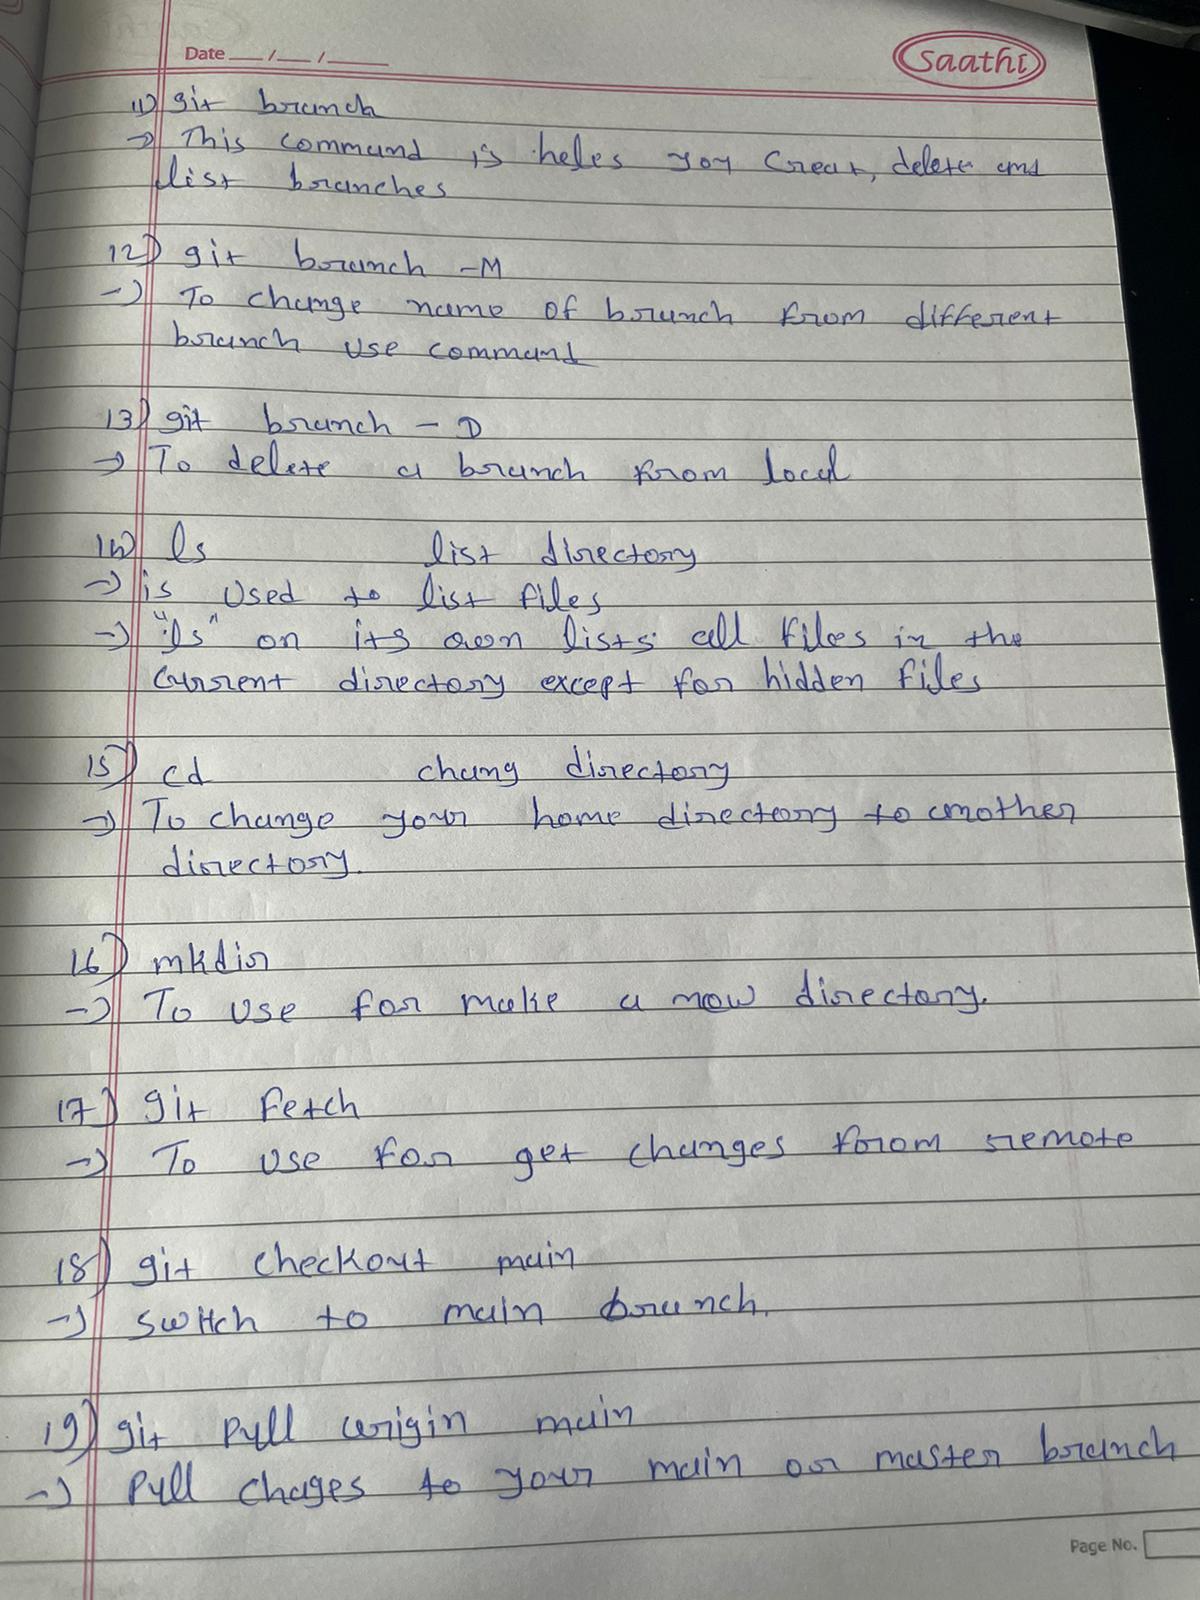 Date __/__/____
saathi
11) git branch
→ This command is heles you Creat, delete and
list branches
12) git branch -M
→ To change name of branch from different
branch use command
13) git branch - D
→ To delete a branch from local
14) ls list directory
→ is Used to list files
→ "ls" on its own lists all files in the
current directory except for hidden files
15) cd chang directory
→ To change your home directory to another
directory.
16) mkdir
→ To use for make a new directory.
17) git fetch
→ To use for get changes from remote
18) git checkout main
→ switch to main branch.
19) git Pull origin main
→ Pull chages to your main or master branch
Page No.